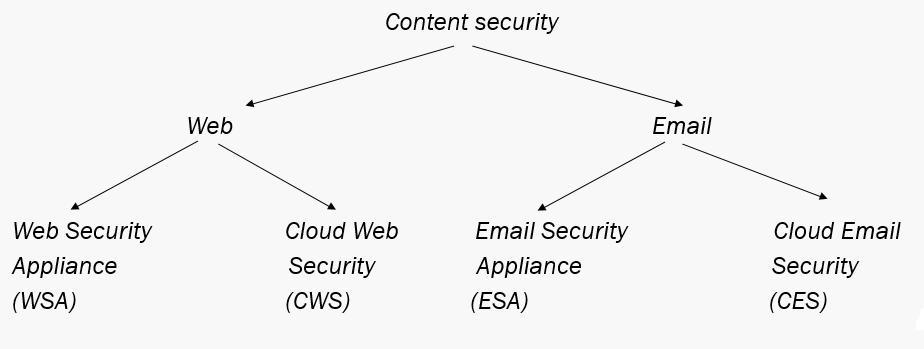 Content security
Web
Email
Web Security
Appliance
(WSA)
Cloud Web
Security
(CWS)
Email Security
Appliance
(ESA)
Cloud Email
Security
(CES)